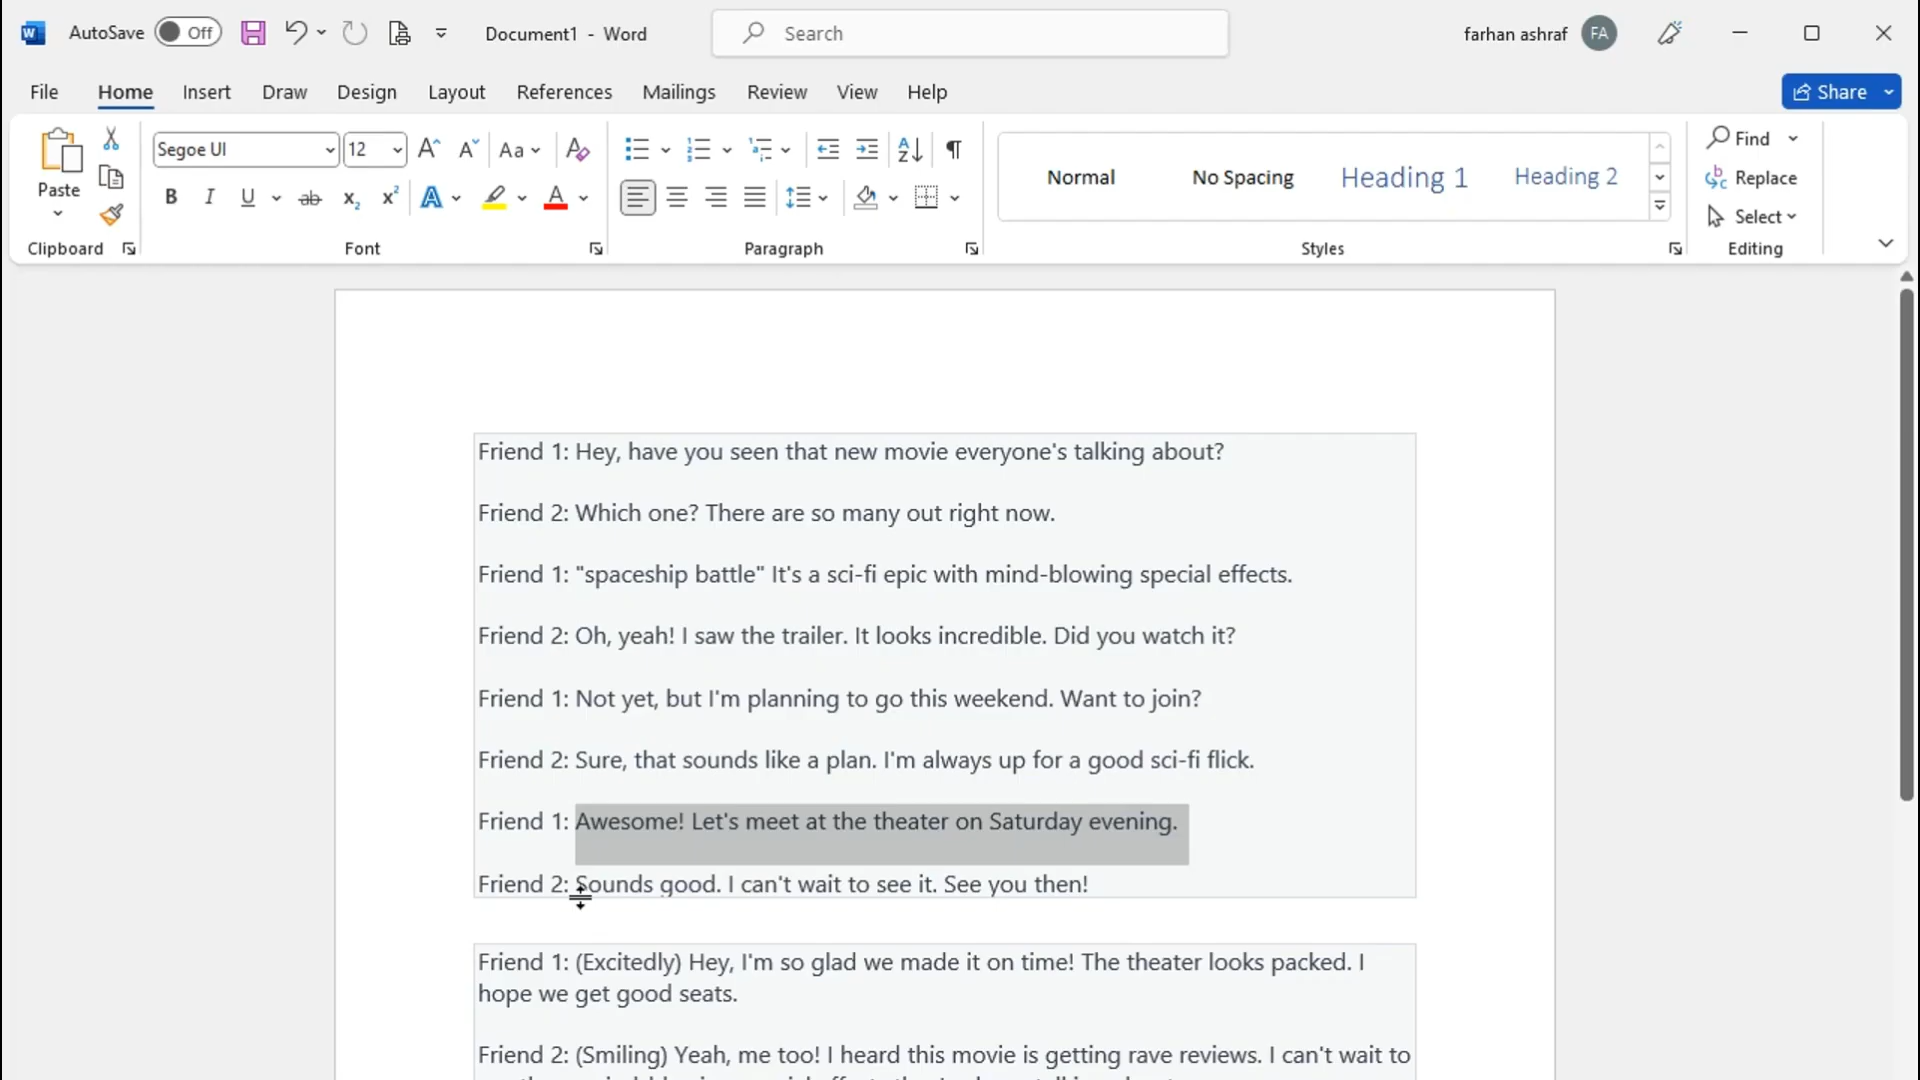 AutoSave Off Document1 - Word Search farhan ashraf FA
File Home Insert Draw Design Layout References Mailings Review View Help Share
Paste Segoe UI 12 Aa Normal No Spacing Heading 1 Heading 2 Find
Replace
Select
Clipboard Font Paragraph Styles Editing
Friend 1: Hey, have you seen that new movie everyone's talking about?
Friend 2: Which one? There are so many out right now.
Friend 1: "spaceship battle" It's a sci-fi epic with mind-blowing special effects.
Friend 2: Oh, yeah! I saw the trailer. It looks incredible. Did you watch it?
Friend 1: Not yet, but I'm planning to go this weekend. Want to join?
Friend 2: Sure, that sounds like a plan. I'm always up for a good sci-fi flick.
Friend 1: Awesome! Let's meet at the theater on Saturday evening.
Friend 2: Sounds good. I can't wait to see it. See you then!
Friend 1: (Excitedly) Hey, I'm so glad we made it on time! The theater looks packed. I
hope we get good seats.
Friend 2: (Smiling) Yeah, me too! I heard this movie is getting rave reviews. I can't wait to